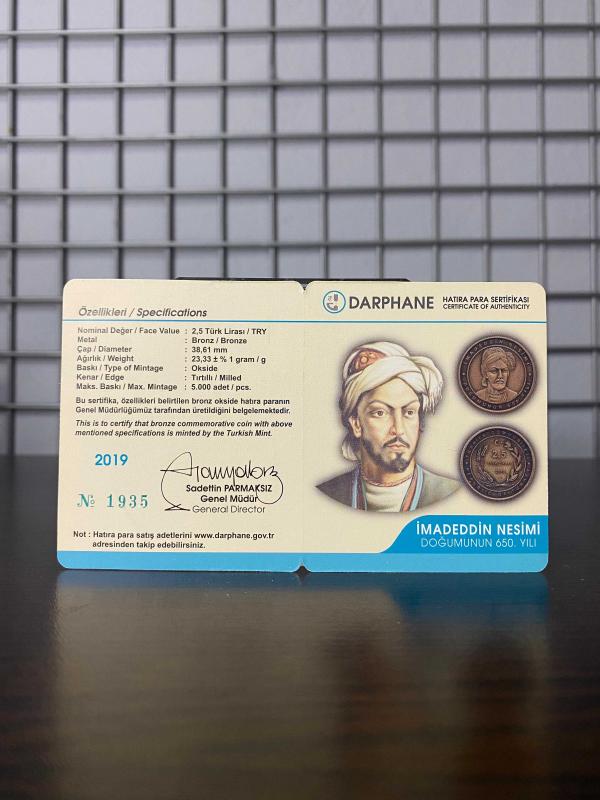 Özellikleri / Specifications
Nominal Değer / Face Value : 2,5 Türk Lirası / TRY
Metal : Bronz / Bronze
Çap / Diameter : 38,61 mm
Ağırlık / Weight : 23,33 ± % 1 gram / g
Baskı / Type of Mintage : Okside
Kenar / Edge : Tırtıllı / Milled
Maks. Baskı / Max. Mintage : 5.000 adet / pcs.
Bu sertifika, özellikleri belirtilen bronz okside hatıra paranın
Genel Müdürlüğümüz tarafından üretildiğini belgelemektedir.
This is to certify that bronze commemorative coin with above
mentioned specifications is minted by the Turkish Mint.
2019
Sadettin PARMAKSIZ
Genel Müdür
General Director
№ 1935
Not : Hatıra para satış adetlerini www.darphane.gov.tr
adresinden takip edebilirsiniz.
DARPHANE
HATIRA PARA SERTİFİKASI
CERTIFICATE OF AUTHENTICITY
2,5
İMADEDDİN NESİMİ
DOĞUMUNUN 650. YILI